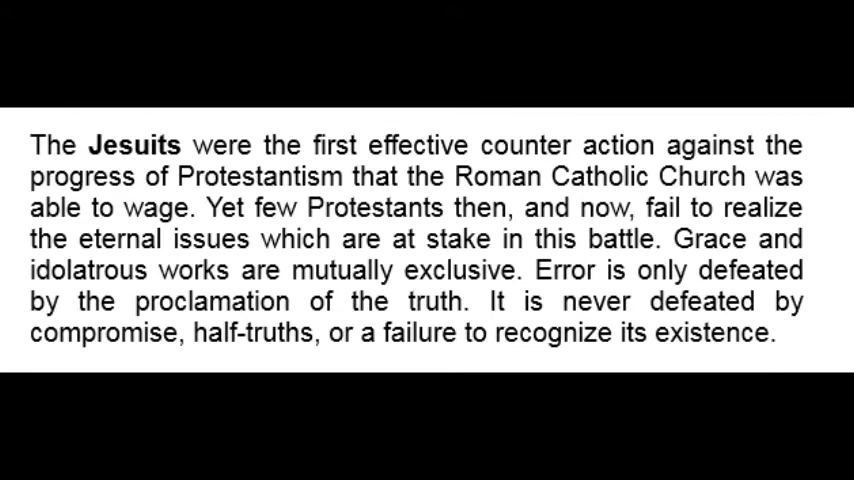 The Jesuits were the first effective counter action against the
progress of Protestantism that the Roman Catholic Church was
able to wage. Yet few Protestants then, and now, fail to realize
the eternal issues which are at stake in this battle. Grace and
idolatrous works are mutually exclusive. Error is only defeated
by the proclamation of the truth. It is never defeated by
compromise, half-truths, or a failure to recognize its existence.